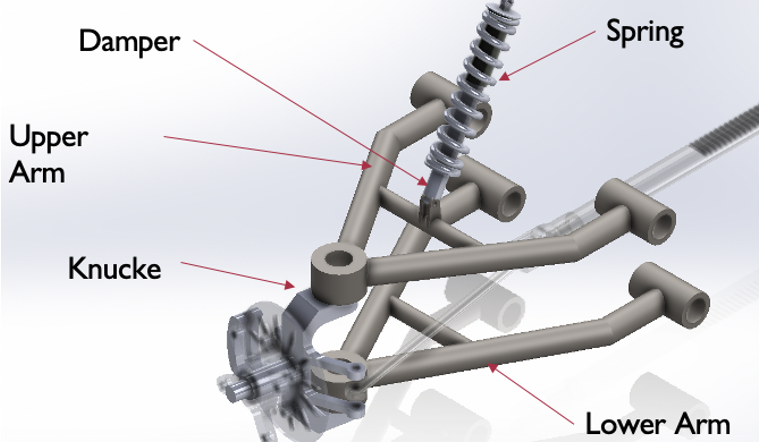 Damper
Spring
Upper
Arm
Knucke
Lower Arm